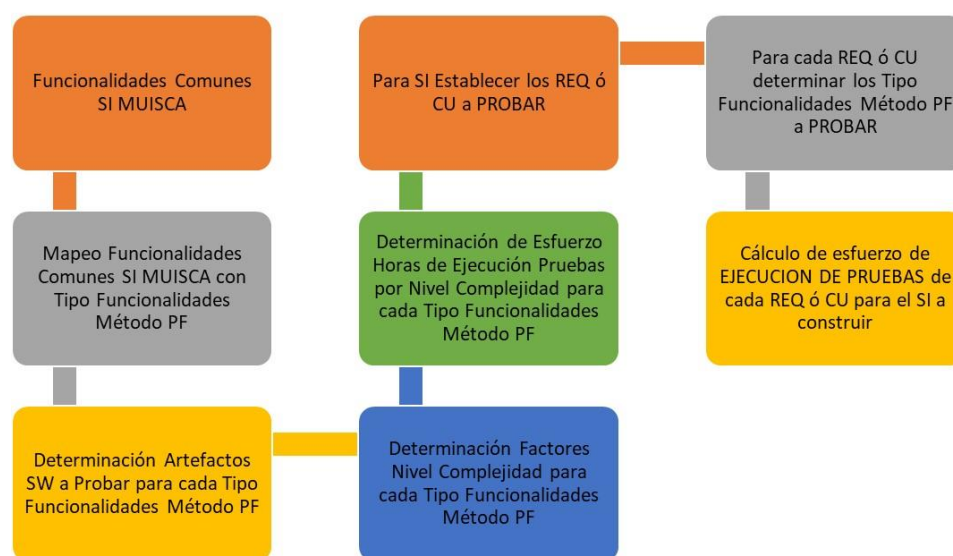 Funcionalidades Comunes
SI MUISCA
Mapeo Funcionalidades
Comunes SI MUISCA con
Tipo Funcionalidades
Método PF
Determinación Artefactos
SW a Probar para cada Tipo
Funcionalidades Método PF
Determinación Factores
Nivel Complejidad para
cada Tipo Funcionalidades
Método PF
Determinación de Esfuerzo
Horas de Ejecución Pruebas
por Nivel Complejidad para
cada Tipo Funcionalidades
Método PF
Para SI Establecer los REQ ó
CU a PROBAR
Para cada REQ ó CU
determinar los Tipo
Funcionalidades Método PF
a PROBAR
Cálculo de esfuerzo de
EJECUCION DE PRUEBAS de
cada REQ ó CU para el SI a
construir